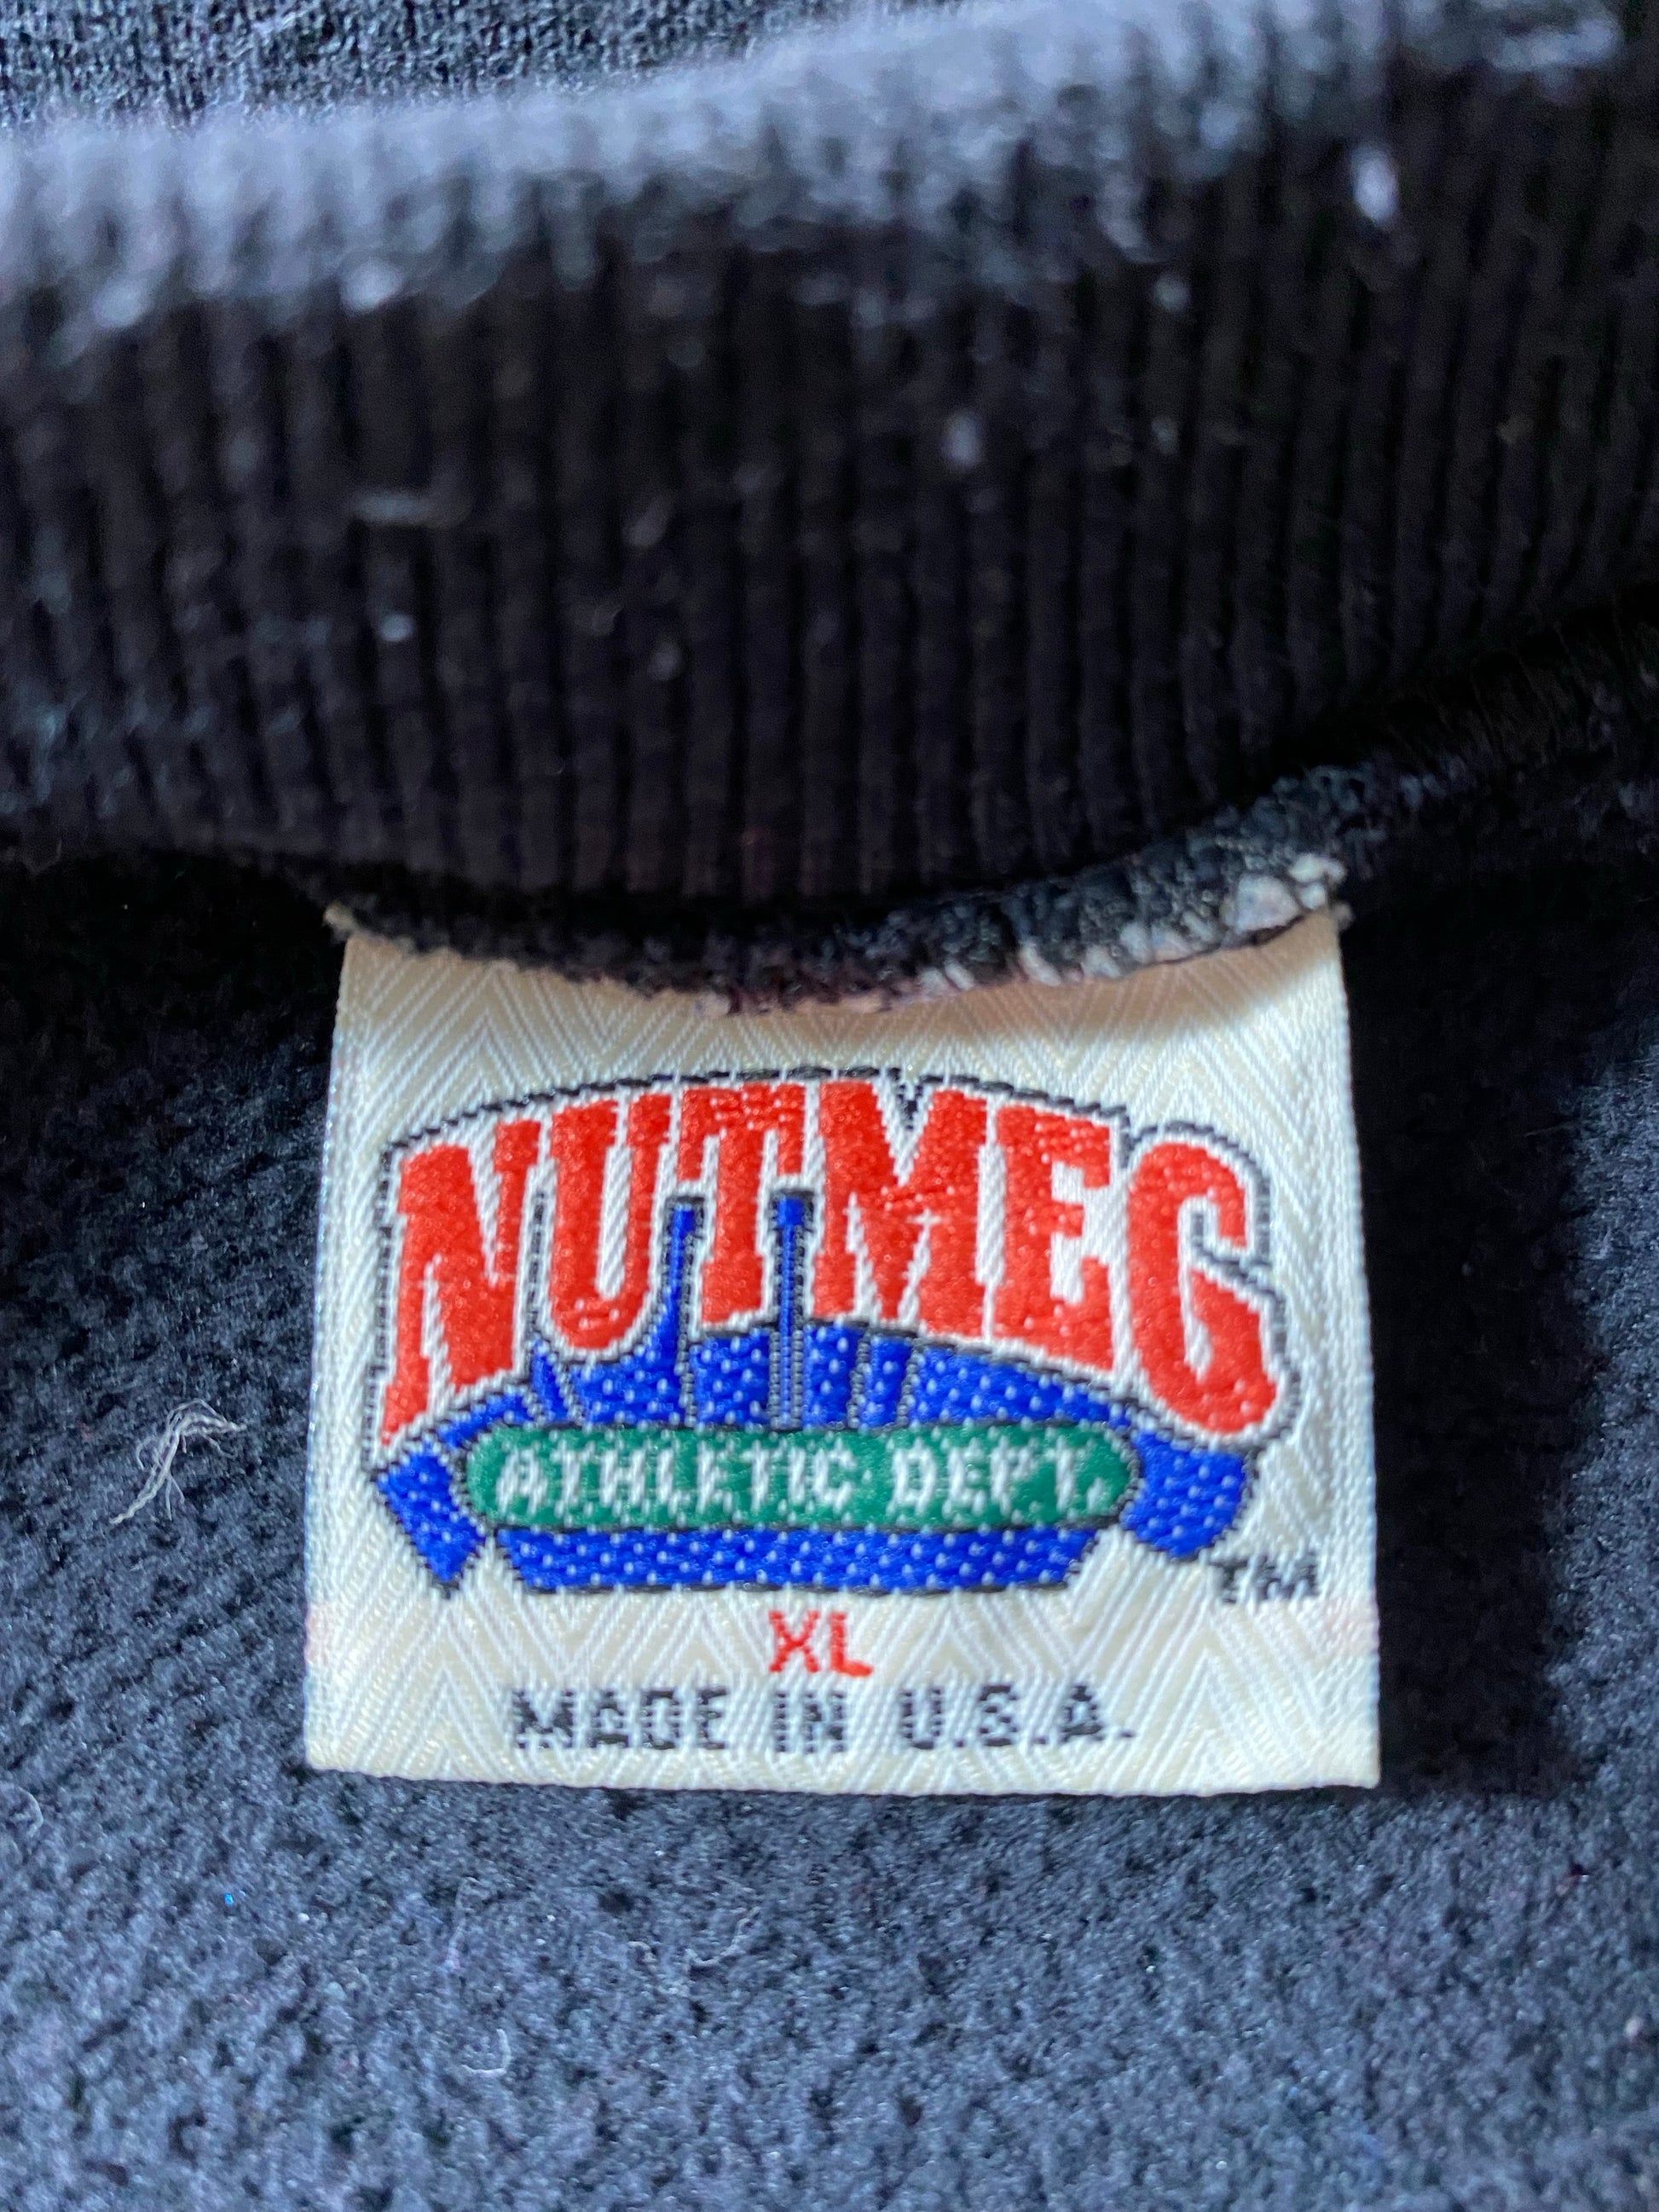 NUTMEG
ATHLETIC DEPT.
TM
XL
MADE IN U.S.A.